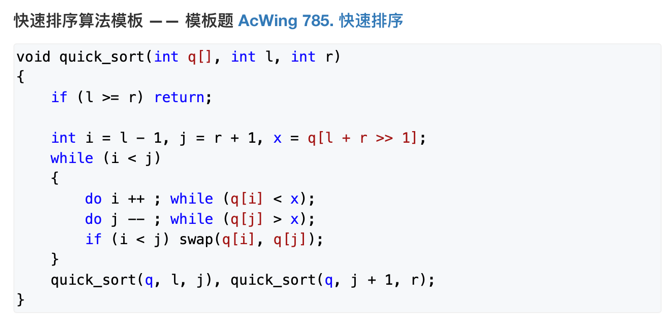 快速排序算法模板 —— 模板题 AcWing 785. 快速排序
void quick_sort(int q[], int l, int r)
{
    if (l >= r) return;

    int i = l - 1, j = r + 1, x = q[l + r >> 1];
    while (i < j)
    {
        do i ++ ; while (q[i] < x);
        do j -- ; while (q[j] > x);
        if (i < j) swap(q[i], q[j]);
    }
    quick_sort(q, l, j), quick_sort(q, j + 1, r);
}